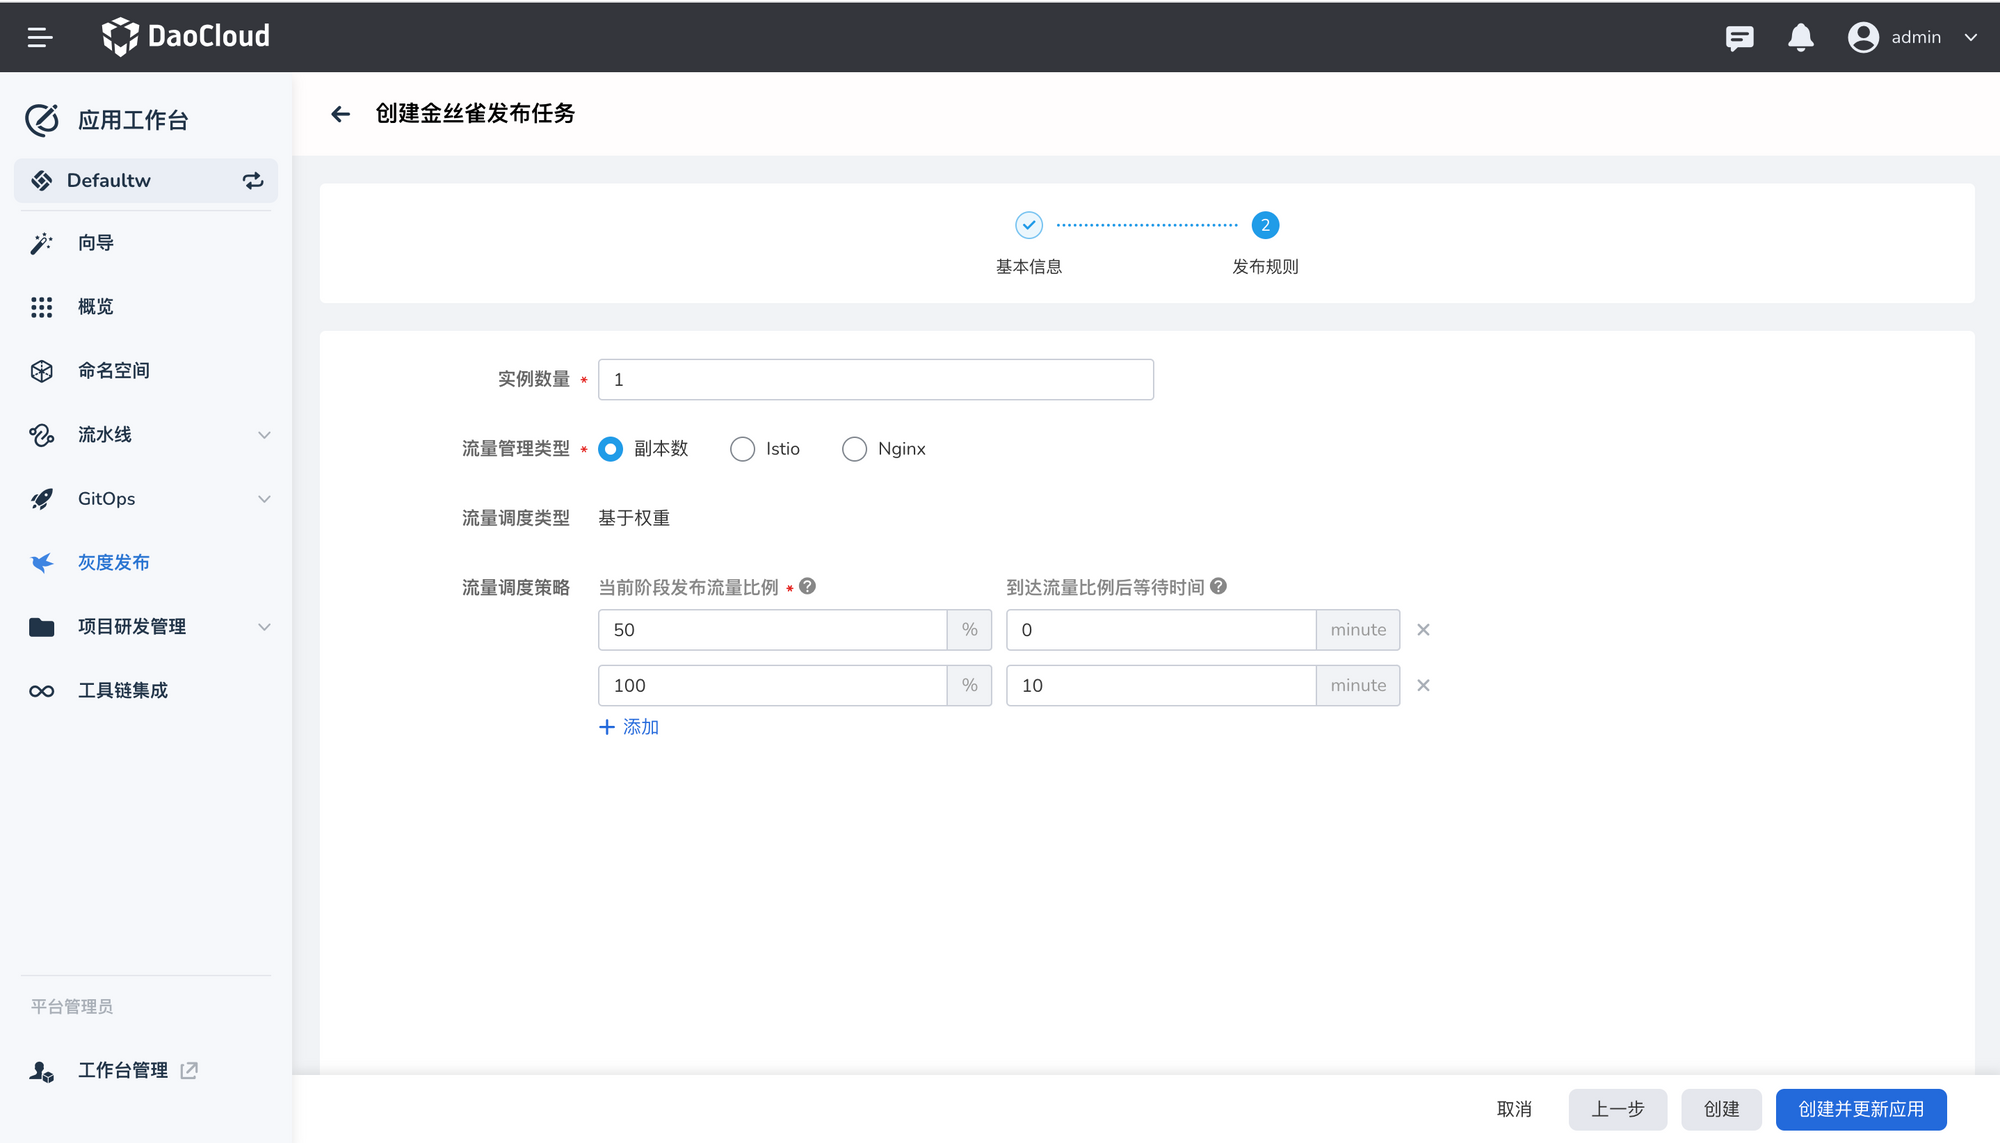 DaoCloud
admin
应用工作台
Defaultw
向导
概览
命名空间
流水线
GitOps
灰度发布
项目研发管理
工具链集成
平台管理员
工作台管理
创建金丝雀发布任务
2
基本信息
发布规则
实例数量 * 1
流量管理类型 * 副本数 Istio Nginx
流量调度类型 基于权重
流量调度策略 当前阶段发布流量比例 * ? 到达流量比例后等待时间 ?
50 % 0 minute
100 % 10 minute
+ 添加
取消 上一步 创建 创建并更新应用